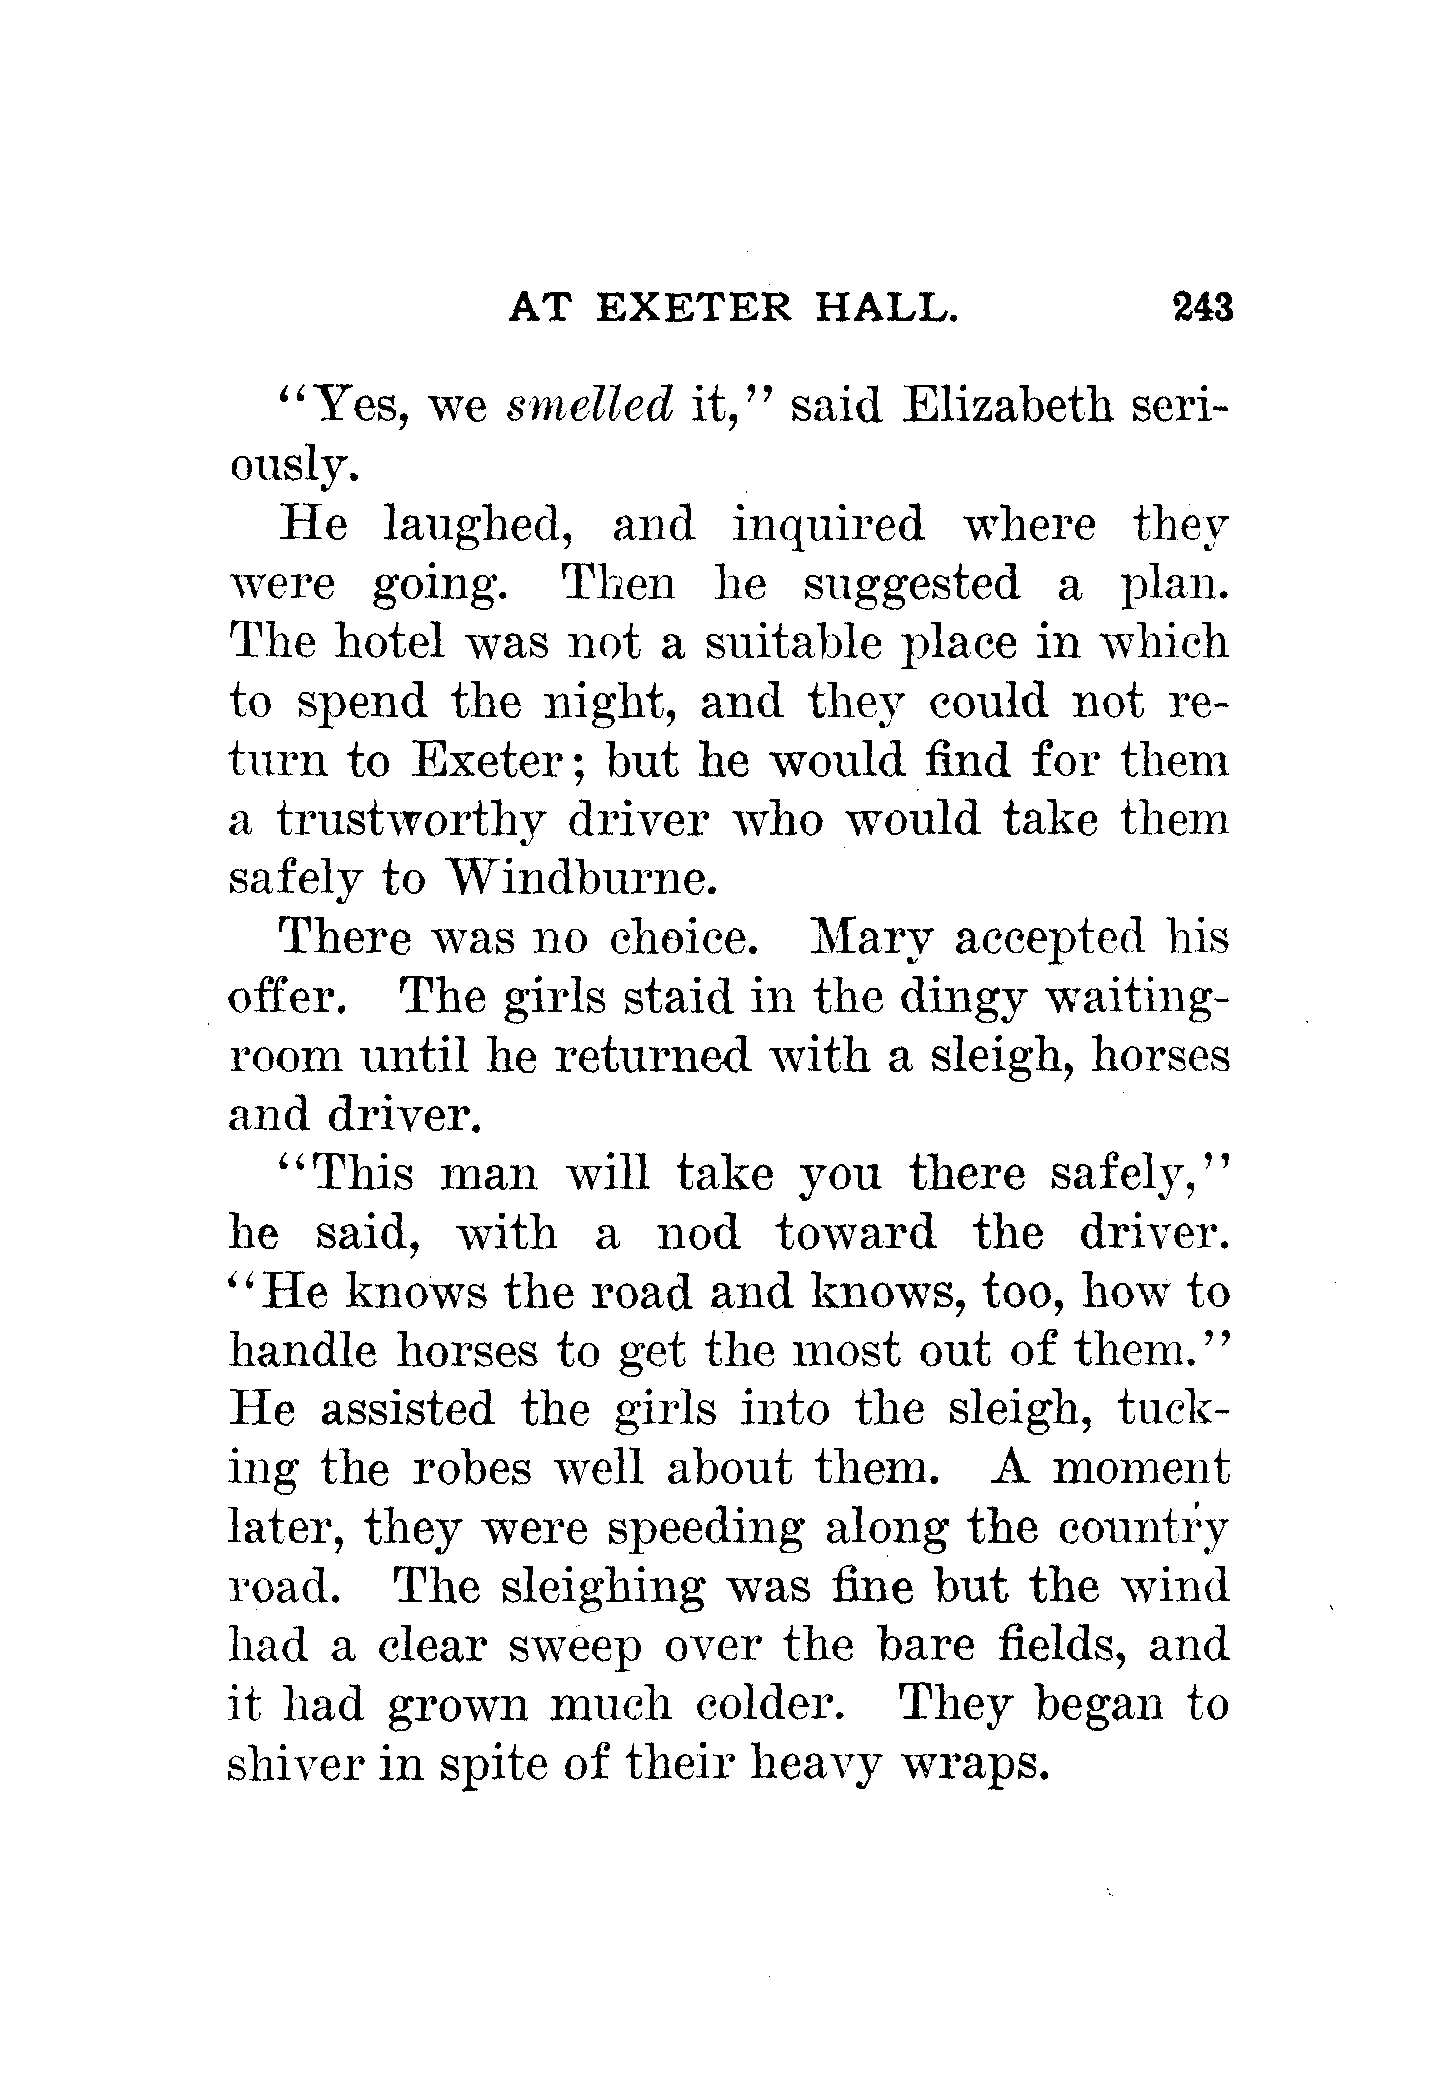 AT EXETER HALL. 243
"Yes, we smelled it," said Elizabeth seri-
ously.
He laughed, and inquired where they
were going. Then he suggested a plan.
The hotel was not a suitable place in which
to spend the night, and they could not re-
turn to Exeter; but he would find for them
a trustworthy driver who would take them
safely to Windburne.
There was no choice. Mary accepted his
offer. The girls staid in the dingy waiting-
room until he returned with a sleigh, horses
and driver.
"This man will take you there safely,"
he said, with a nod toward the driver.
"He knows the road and knows, too, how to
handle horses to get the most out of them."
He assisted the girls into the sleigh, tuck-
ing the robes well about them. A moment
later, they were speeding along the country
road. The sleighing was fine but the wind
had a clear sweep over the bare fields, and
it had grown much colder. They began to
shiver in spite of their heavy wraps.